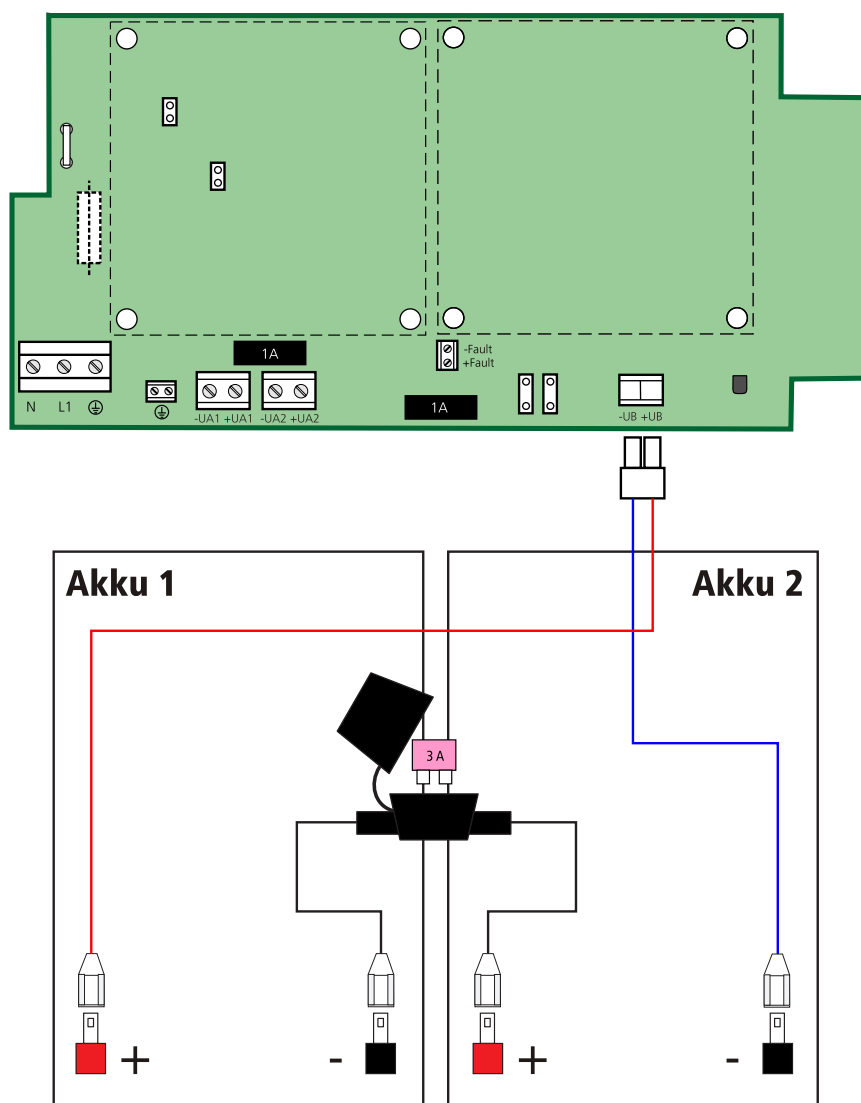 1A
-Fault
+Fault
N L1
-UA1 +UA1 -UA2 +UA2
1A
-UB +UB
Akku 1
Akku 2
3 A
+ - + -